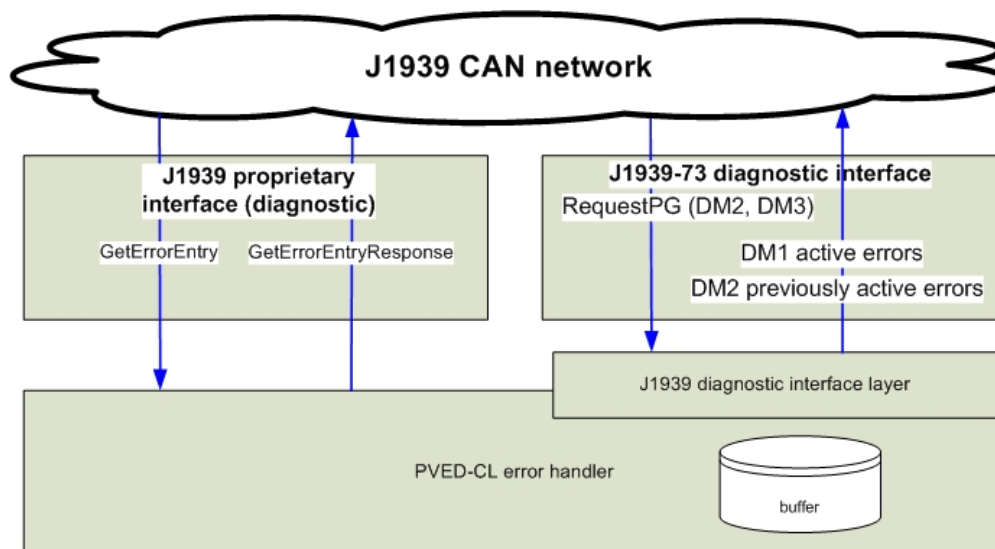 J1939 CAN network
J1939 proprietary
interface (diagnostic)
GetErrorEntry
GetErrorEntryResponse
J1939-73 diagnostic interface
RequestPG (DM2, DM3)
DM1 active errors
DM2 previously active errors
J1939 diagnostic interface layer
PVED-CL error handler
buffer